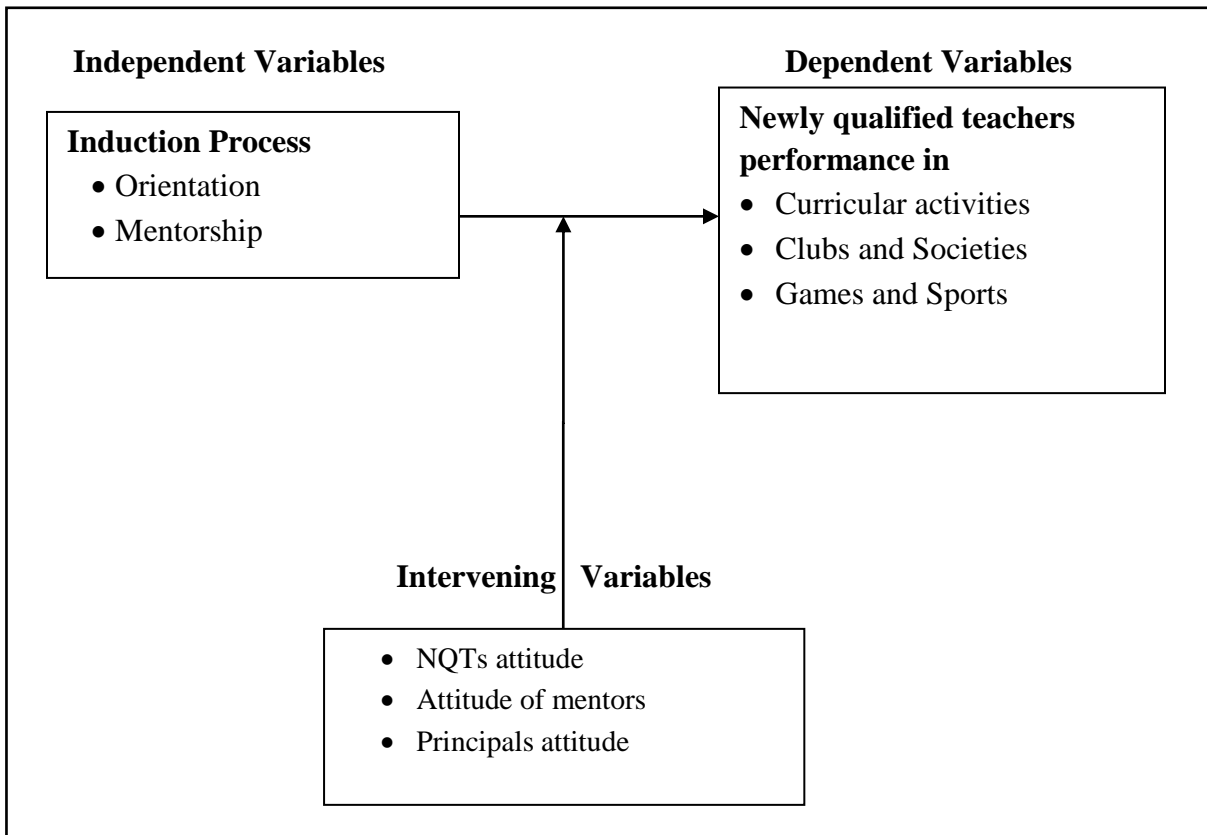 Independent Variables
Induction Process
• Orientation
• Mentorship
Dependent Variables
Newly qualified teachers
performance in
• Curricular activities
• Clubs and Societies
• Games and Sports
Intervening Variables
• NQTs attitude
• Attitude of mentors
• Principals attitude